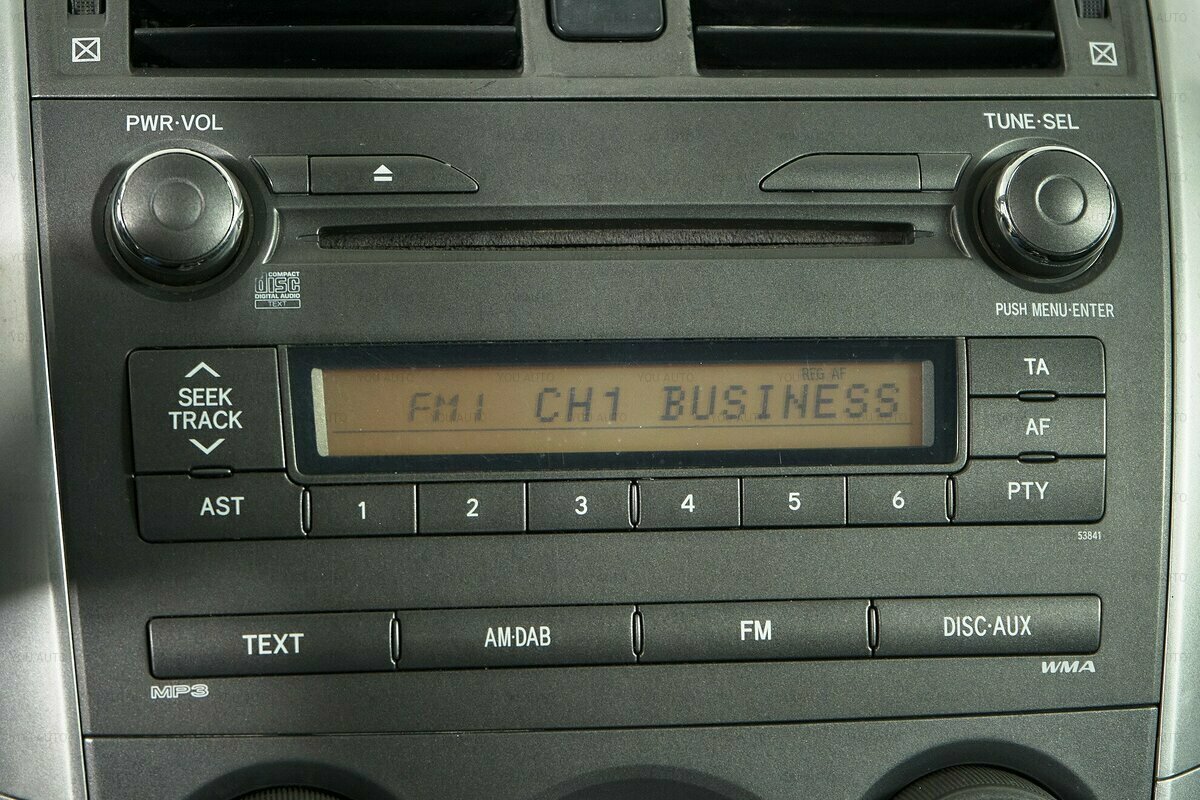 PWR·VOL
TUNE·SEL
COMPACT
disc
DIGITAL AUDIO
TEXT
PUSH MENU·ENTER
SEEK
TRACK
REG AF
FM1 CH1 BUSINESS
TA
AF
PTY
AST
1 2 3 4 5 6
53841
TEXT
AM·DAB
FM
DISC·AUX
MP3
WMA
YOU.AUTO